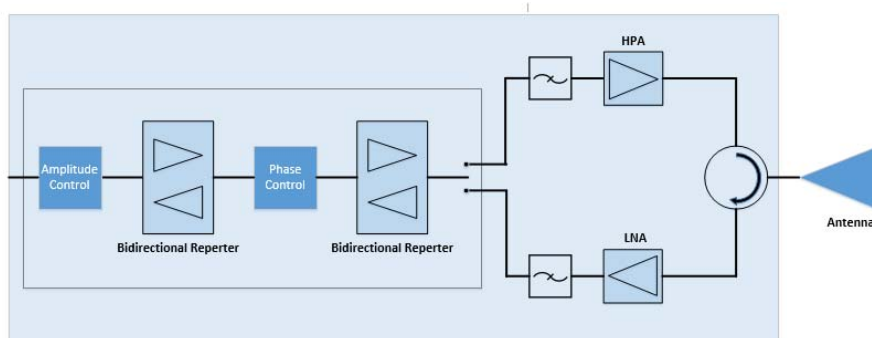 HPA
Amplitude
Control
Phase
Control
Bidirectional Reperter
Bidirectional Reperter
LNA
Antenna